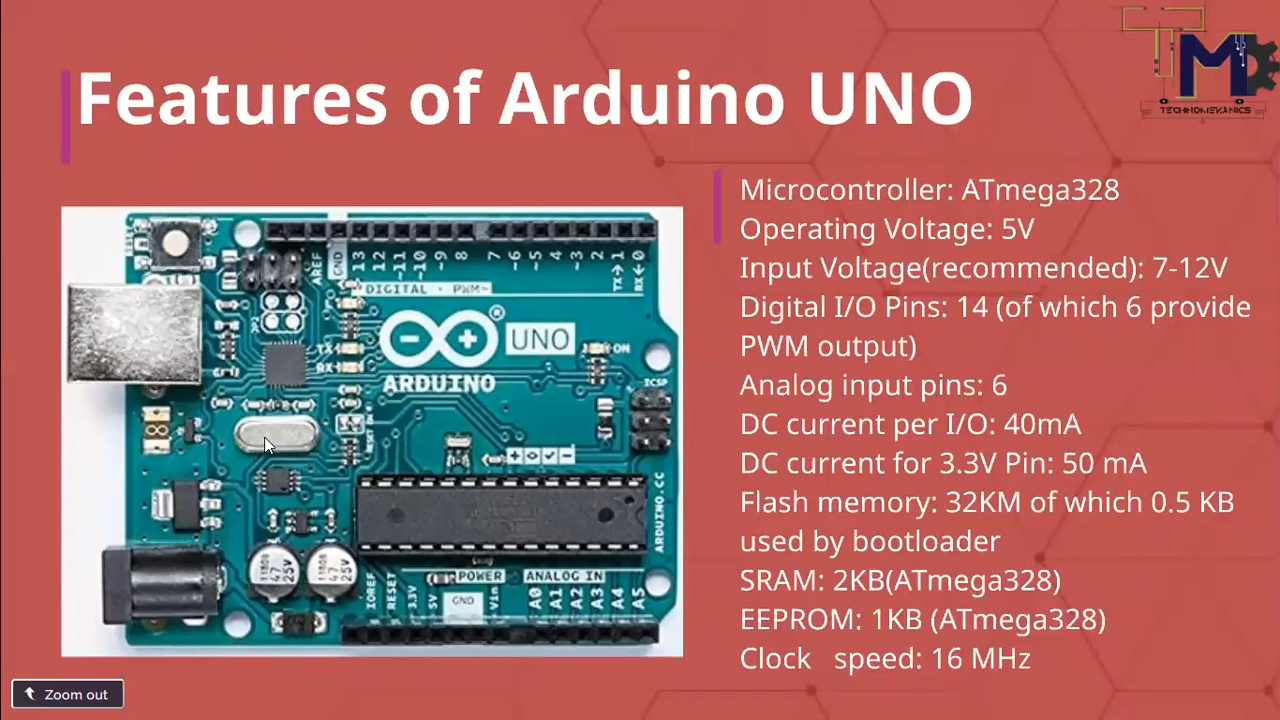 Features of Arduino UNO
TM
TECHNOMEKANICS
Microcontroller: ATmega328
Operating Voltage: 5V
Input Voltage(recommended): 7-12V
Digital I/O Pins: 14 (of which 6 provide
PWM output)
Analog input pins: 6
DC current per I/O: 40mA
DC current for 3.3V Pin: 50 mA
Flash memory: 32KM of which 0.5 KB
used by bootloader
SRAM: 2KB(ATmega328)
EEPROM: 1KB (ATmega328)
Clock speed: 16 MHz
AREF
GND
13
12
~11
~10
~9
8
7
~6
~5
4
~3
2
TX→1
RX←0
DIGITAL - PWM~
TX
RX
UNO
ON
ARDUINO
ICSP
ARDUINO.CC
47
25V
47
25V
POWER
ANALOG IN
IOREF
RESET
3.3V
5V
GND
Vin
A0
A1
A2
A3
A4
A5
Zoom out